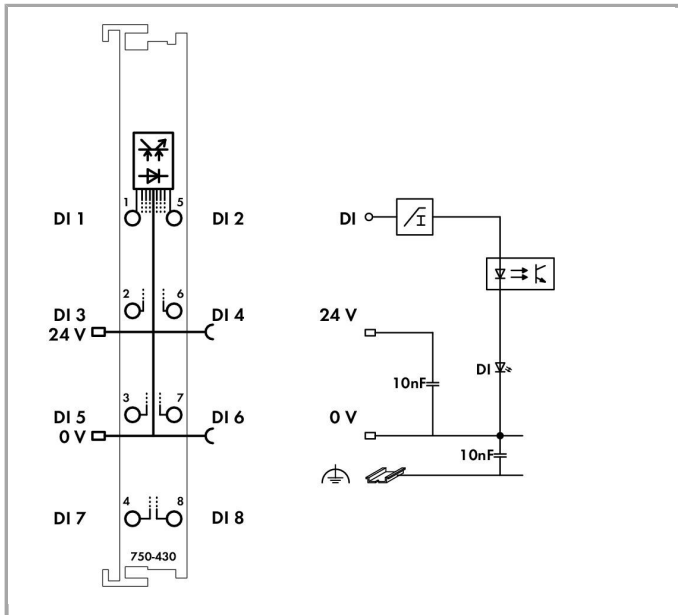 1 5
DI 1 DI 2
DI
2 6
DI 3 DI 4
24 V
24 V
10nF
DI
3 7
DI 5 DI 6
0 V
0 V
10nF
4 8
DI 7 DI 8
750-430